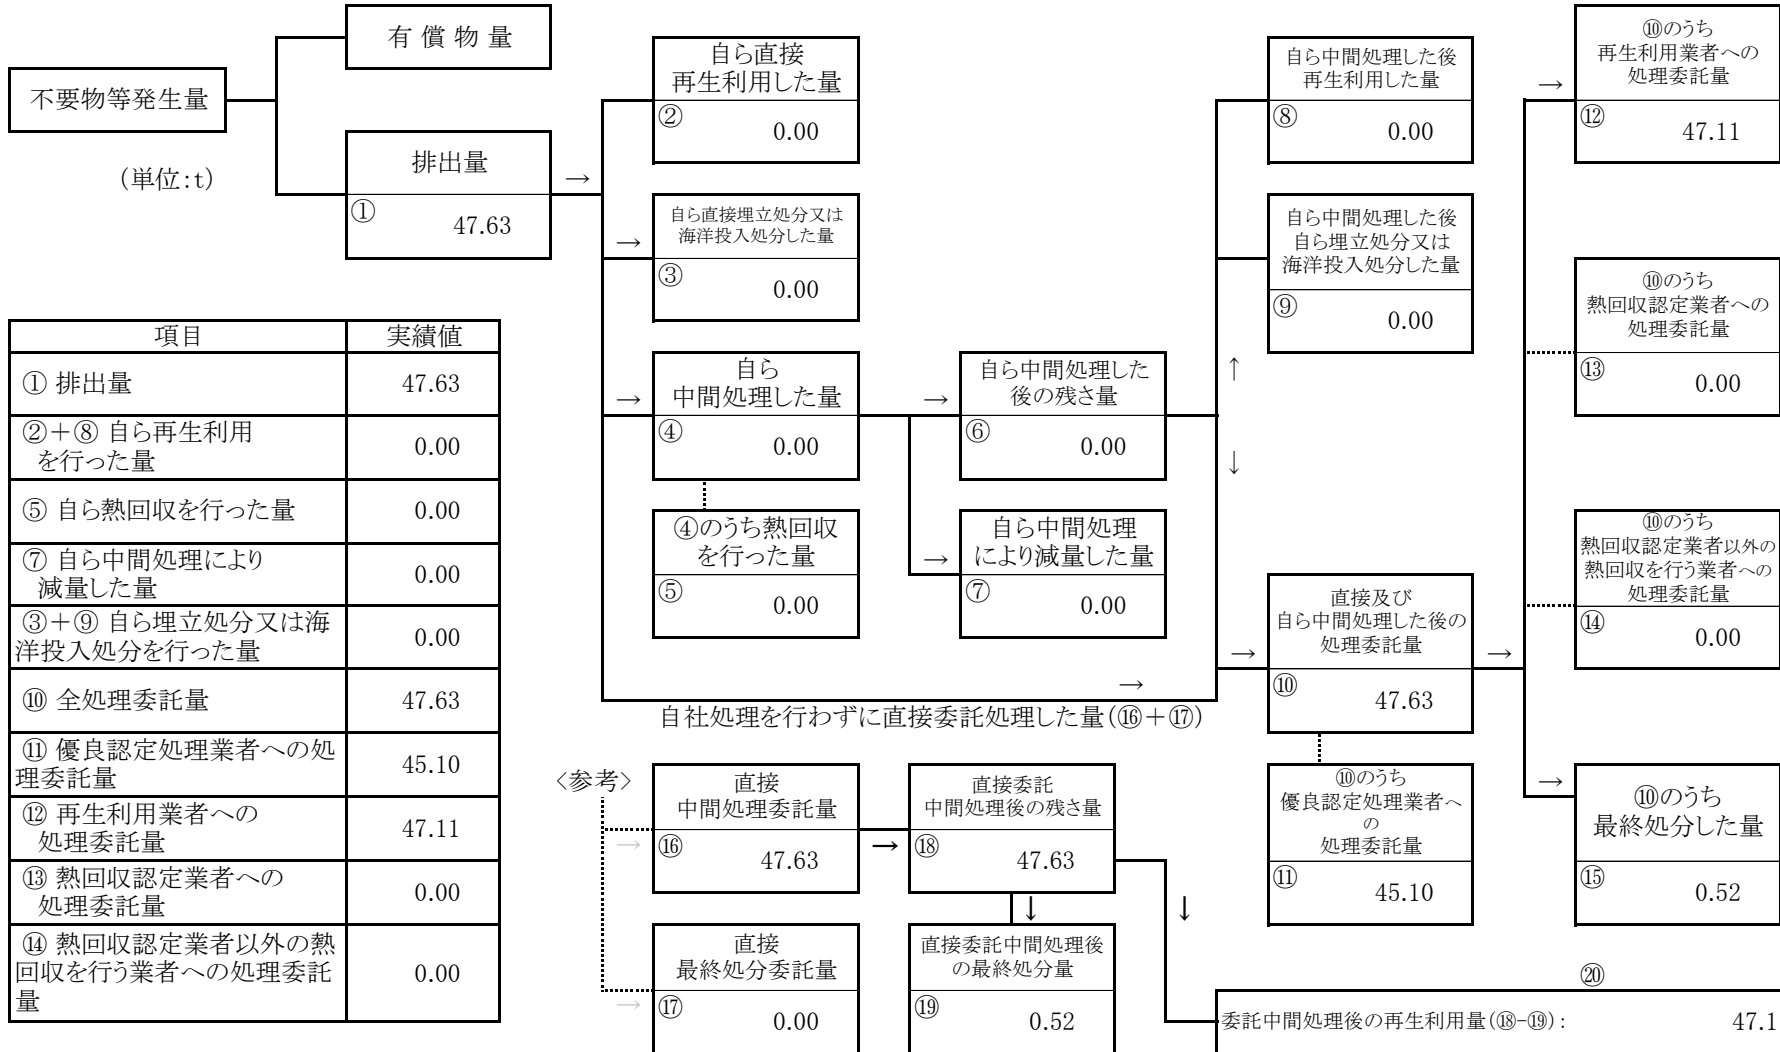 不要物等発生量
有 償 物 量
(単位:t)
排出量
①
47.63
→
自ら直接
再生利用した量
②
0.00
→
自ら直接埋立処分又は
海洋投入処分した量
③
0.00
→
自ら
中間処理した量
④
0.00
④のうち熱回収
を行った量
⑤
0.00
→
自ら中間処理した
後の残さ量
⑥
0.00
→
自ら中間処理
により減量した量
⑦
0.00
↑
↓
自ら中間処理した後
再生利用した量
⑧
0.00
自ら中間処理した後
自ら埋立処分又は
海洋投入処分した量
⑨
0.00
→
自社処理を行わずに直接委託処理した量(⑯+⑰)
→
直接及び
自ら中間処理した後の
処理委託量
⑩
47.63
→
⑩のうち
優良認定処理業者へ
の
処理委託量
⑪
45.10
→
⑩のうち
再生利用業者への
処理委託量
⑫
47.11
⑩のうち
熱回収認定業者への
処理委託量
⑬
0.00
⑩のうち
熱回収認定業者以外の
熱回収を行う業者への
処理委託量
⑭
0.00
→
⑩のうち
最終処分した量
⑮
0.52
項目 実績値
① 排出量 47.63
②+⑧ 自ら再生利用
を行った量
0.00
⑤ 自ら熱回収を行った量 0.00
⑦ 自ら中間処理により
減量した量
0.00
③+⑨ 自ら埋立処分又は海
洋投入処分を行った量
0.00
⑩ 全処理委託量 47.63
⑪ 優良認定処理業者への処
理委託量
45.10
⑫ 再生利用業者への
処理委託量
47.11
⑬ 熱回収認定業者への
処理委託量
0.00
⑭ 熱回収認定業者以外の熱
回収を行う業者への処理委託
量
0.00
<参考>
→
直接
中間処理委託量
⑯
47.63
→
直接委託
中間処理後の残さ量
⑱
47.63
→
直接
最終処分委託量
⑰
0.00
↓
直接委託中間処理後
の最終処分量
⑲
0.52
↓
⑳
委託中間処理後の再生利用量(⑱-⑲): 47.1